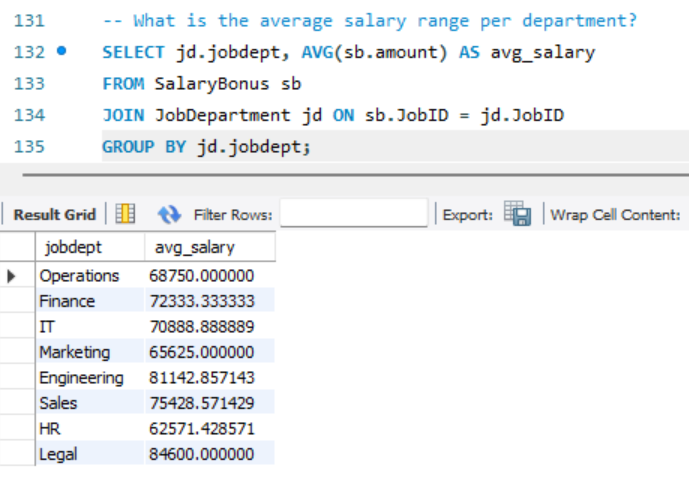 131 -- What is the average salary range per department?
132 SELECT jd.jobdept, AVG(sb.amount) AS avg_salary
133 FROM SalaryBonus sb
134 JOIN JobDepartment jd ON sb.JobID = jd.JobID
135 GROUP BY jd.jobdept;
Result Grid Filter Rows: Export: Wrap Cell Content:
jobdept avg_salary
Operations 68750.000000
Finance 72333.333333
IT 70888.888889
Marketing 65625.000000
Engineering 81142.857143
Sales 75428.571429
HR 62571.428571
Legal 84600.000000